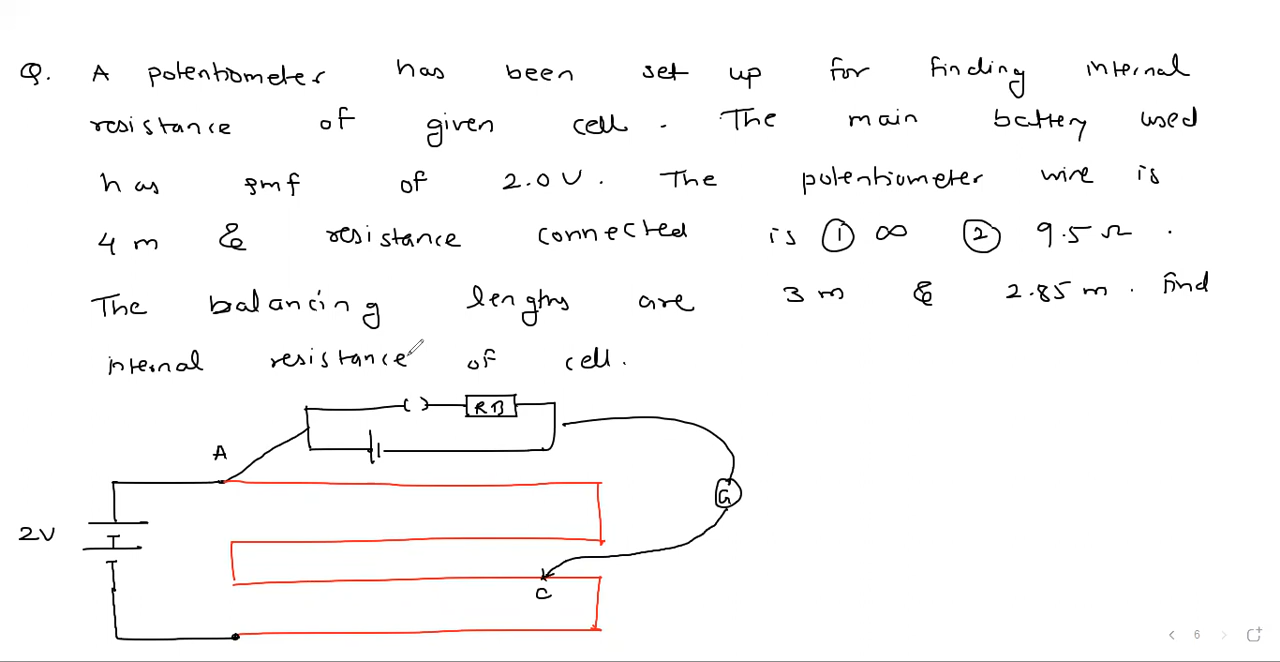 Q. A potentiometer has been set up for finding internal
resistance of given cell. The main battery used
has emf of 2.0V. The potentiometer wire is
4 m & resistance connected is ① ∞ ② 9.5 Ω.
The balancing lengths are 3 m & 2.85 m. find
internal resistance of cell.
( ) RB
A
G
2V
C
6